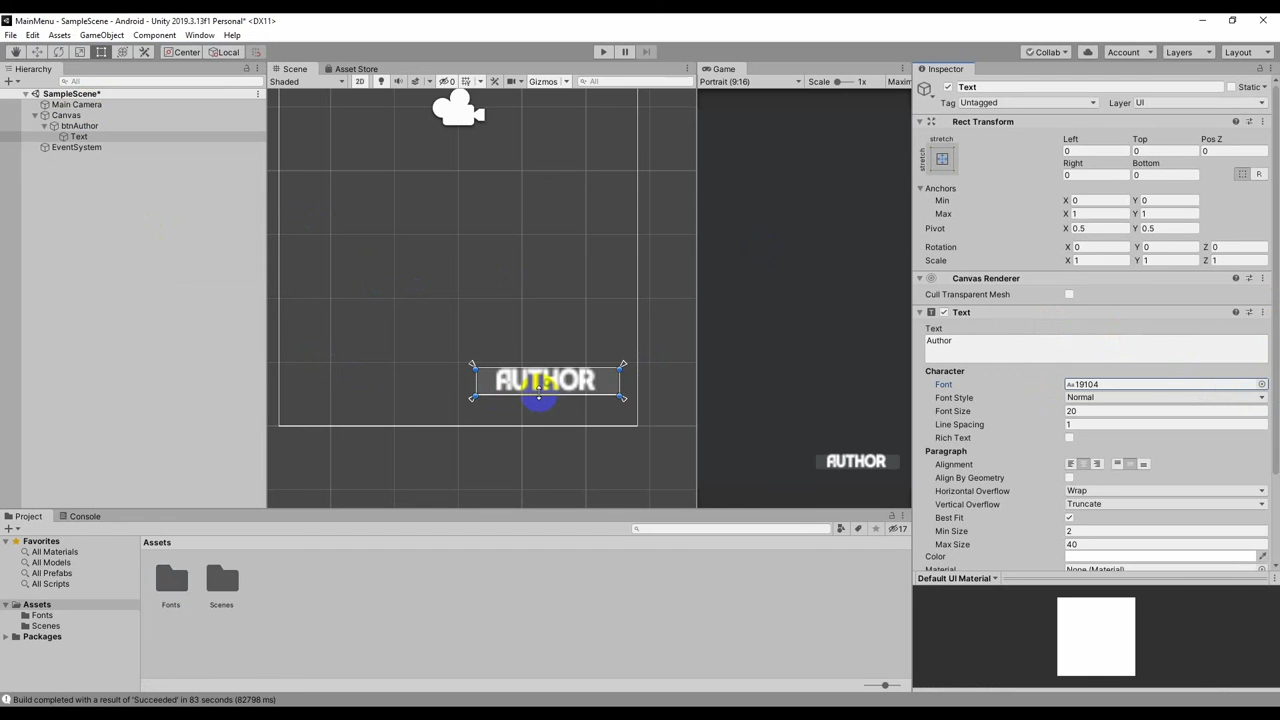 MainMenu - SampleScene - Android - Unity 2019.3.13f1 Personal* <DX11>
File Edit Assets GameObject Component Window Help
Center Local Collab Account Layers Layout
Hierarchy
All
SampleScene*
Main Camera
Canvas
btnAuthor
Text
EventSystem
Scene Asset Store
Shaded 2D 0 Gizmos All
AUTHOR
Game
Portrait (9:16) Scale 1x Maxim
AUTHOR
Inspector
Text Static
Tag Untagged Layer UI
Rect Transform
stretch Left Top Pos Z
stretch 0 0 0
Right Bottom
0 0 R
Anchors
Min X 0 Y 0
Max X 1 Y 1
Pivot X 0.5 Y 0.5
Rotation X 0 Y 0 Z 0
Scale X 1 Y 1 Z 1
Canvas Renderer
Cull Transparent Mesh
Text
Text
Author
Character
Font Aa 19104
Font Style Normal
Font Size 20
Line Spacing 1
Rich Text
Paragraph
Alignment
Align By Geometry
Horizontal Overflow Wrap
Vertical Overflow Truncate
Best Fit
Min Size 2
Max Size 40
Color
Material None (Material)
Default UI Material
Project Console
17
Favorites
All Materials
All Models
All Prefabs
All Scripts
Assets
Fonts
Scenes
Packages
Assets
Fonts Scenes
Build completed with a result of 'Succeeded' in 83 seconds (82798 ms)